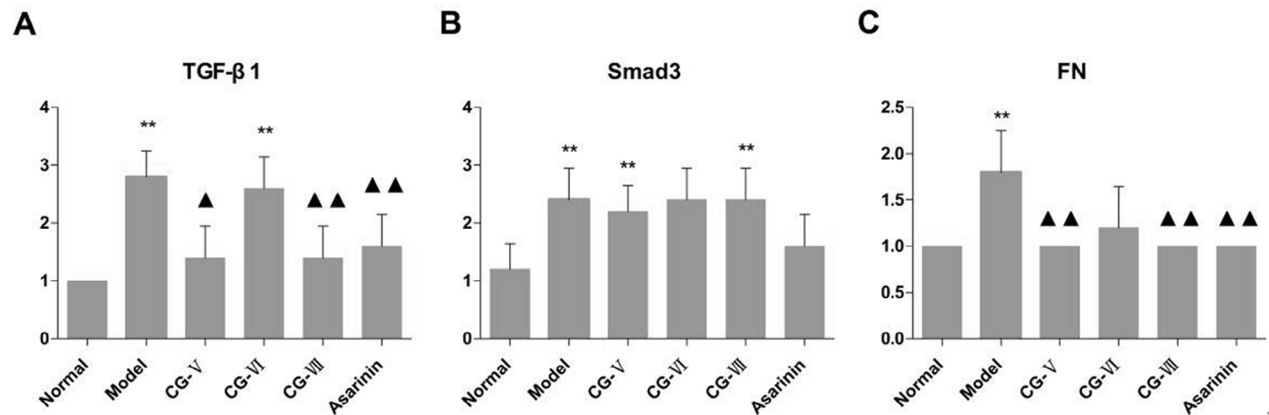 A
TGF-β 1
4
3
2
1
0
**
▲
**
▲ ▲
▲ ▲
Normal
Model
CG-Ⅴ
CG-Ⅵ
CG-Ⅶ
Asarinin
B
Smad3
4
3
2
1
0
**
**
**
Normal
Model
CG-Ⅴ
CG-Ⅵ
CG-Ⅶ
Asarinin
C
FN
2.5
2.0
1.5
1.0
0.5
0.0
**
▲ ▲
▲ ▲
▲ ▲
Normal
Model
CG-Ⅴ
CG-Ⅵ
CG-Ⅶ
Asarinin